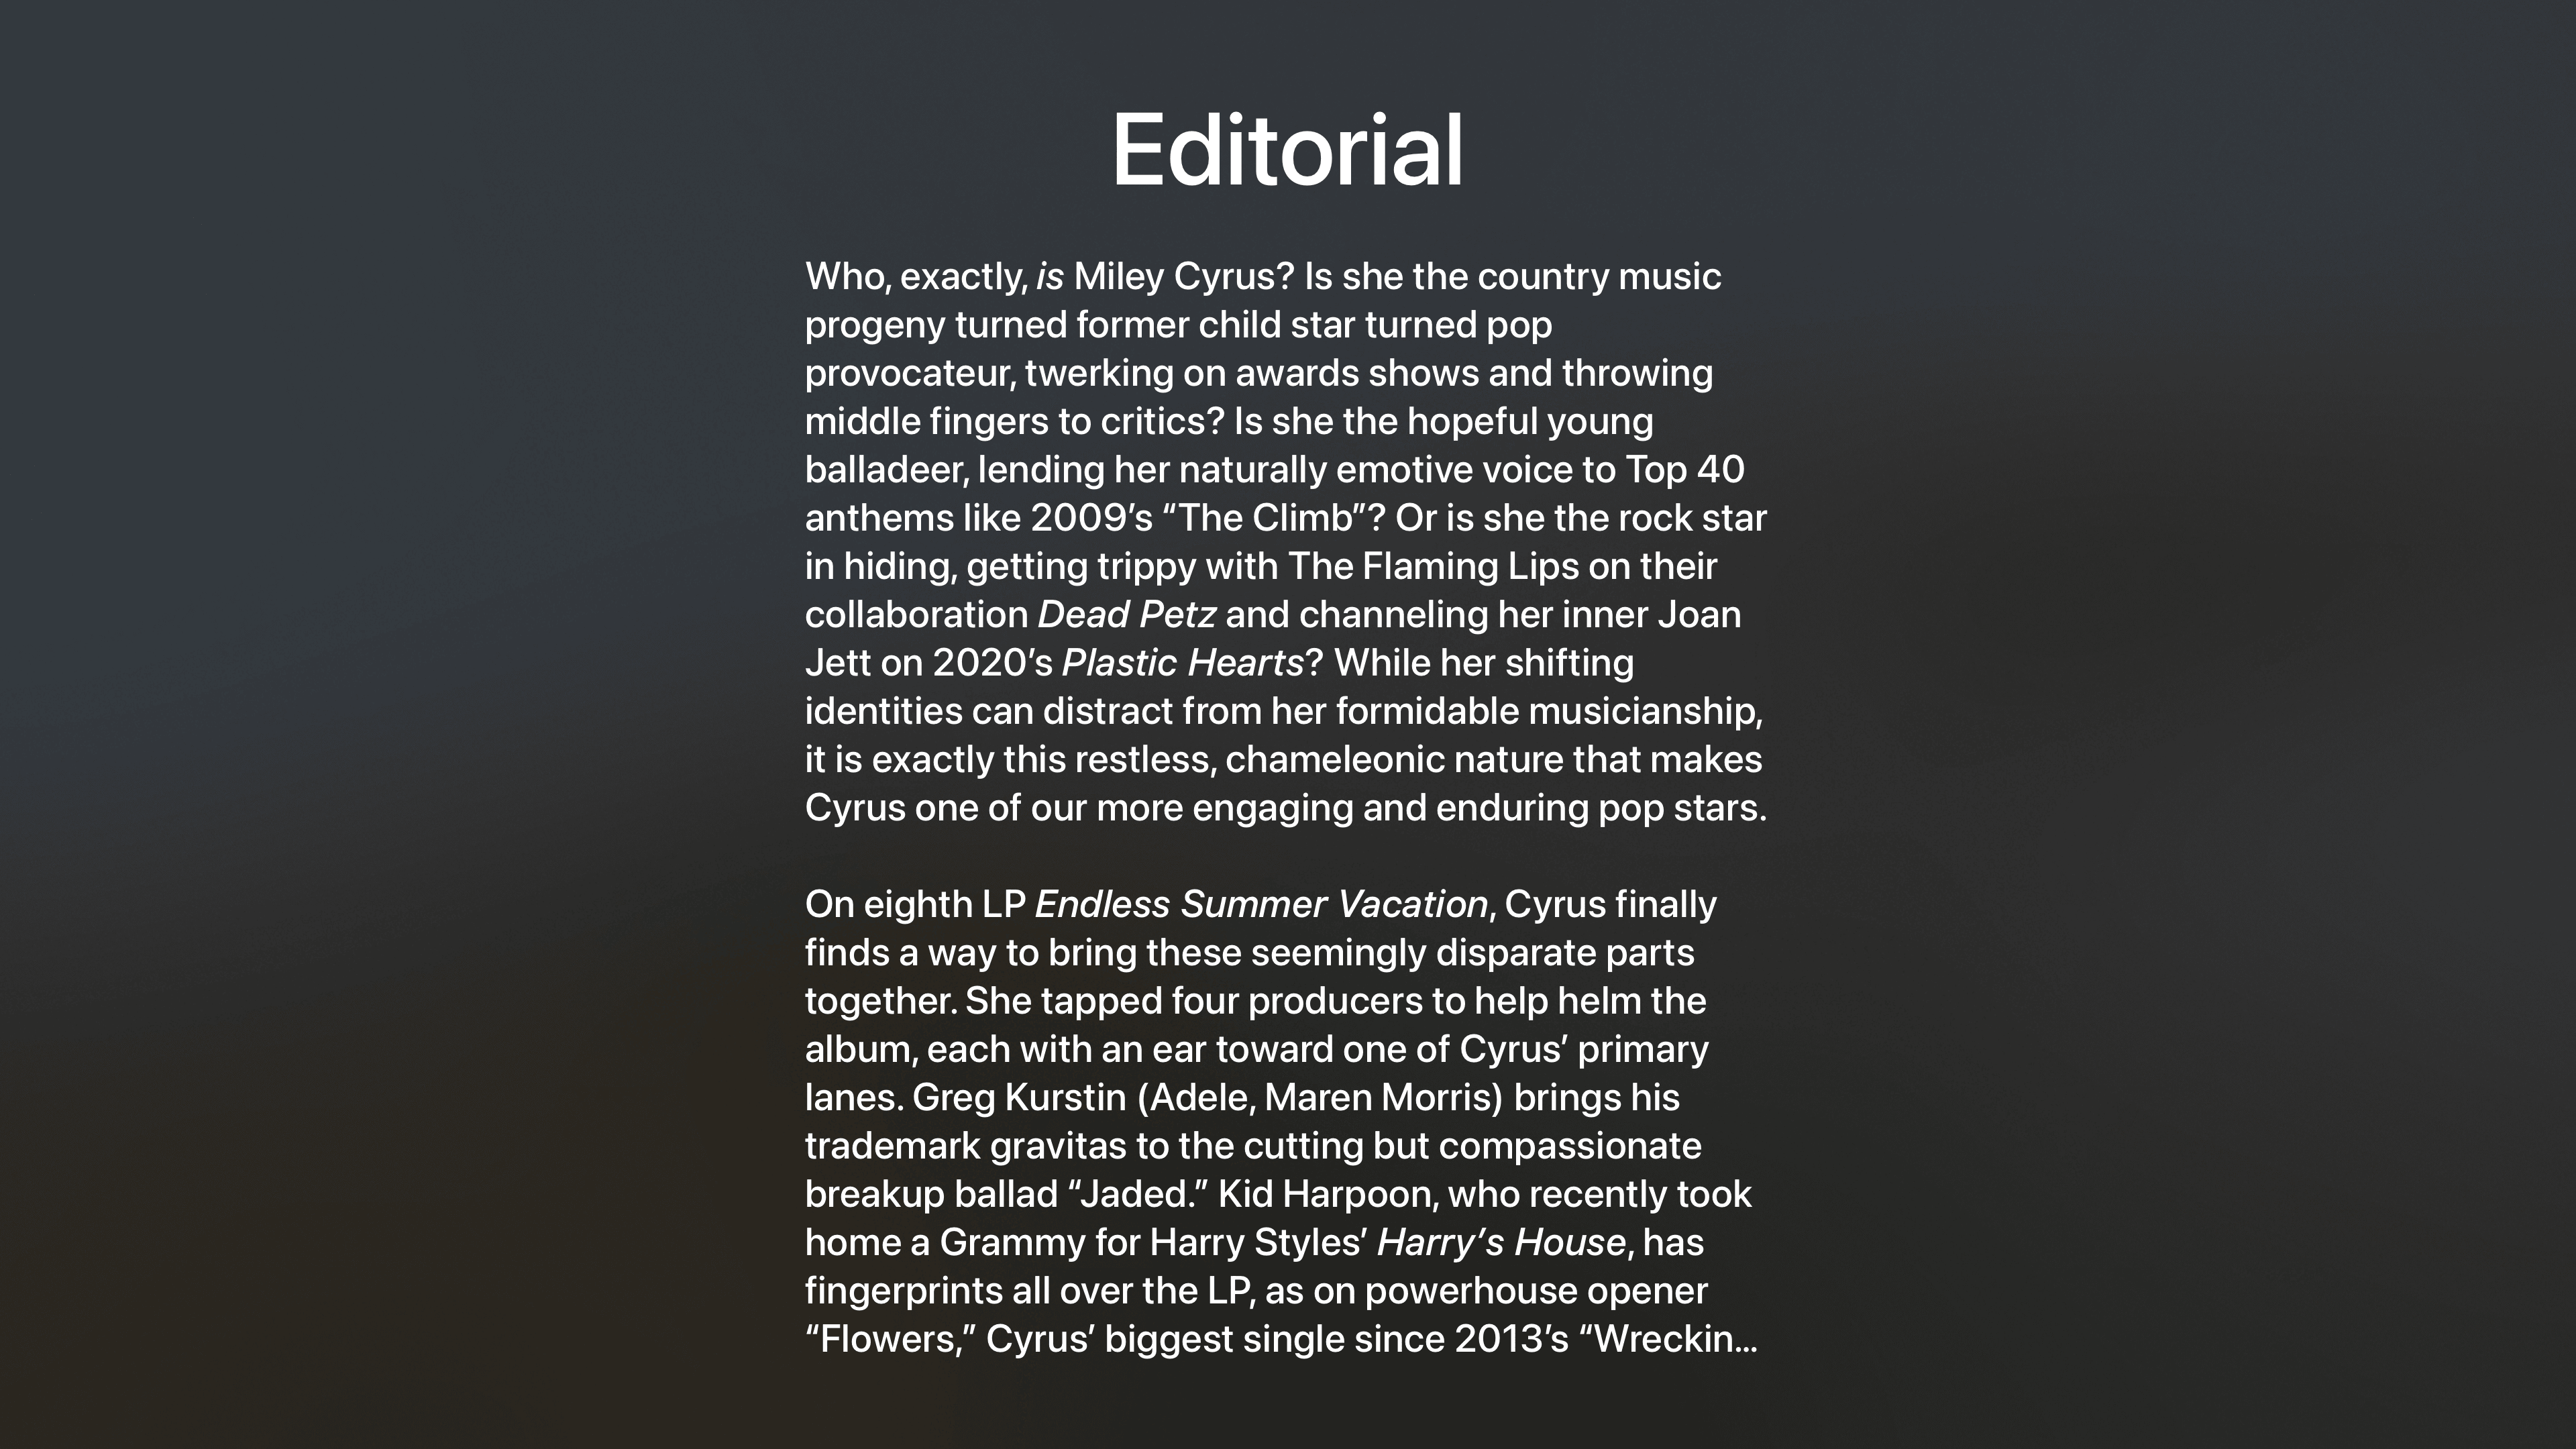 Editorial
Who, exactly, is Miley Cyrus? Is she the country music
progeny turned former child star turned pop
provocateur, twerking on awards shows and throwing
middle fingers to critics? Is she the hopeful young
balladeer, lending her naturally emotive voice to Top 40
anthems like 2009’s “The Climb”? Or is she the rock star
in hiding, getting trippy with The Flaming Lips on their
collaboration Dead Petz and channeling her inner Joan
Jett on 2020’s Plastic Hearts? While her shifting
identities can distract from her formidable musicianship,
it is exactly this restless, chameleonic nature that makes
Cyrus one of our more engaging and enduring pop stars.
On eighth LP Endless Summer Vacation, Cyrus finally
finds a way to bring these seemingly disparate parts
together. She tapped four producers to help helm the
album, each with an ear toward one of Cyrus’ primary
lanes. Greg Kurstin (Adele, Maren Morris) brings his
trademark gravitas to the cutting but compassionate
breakup ballad “Jaded.” Kid Harpoon, who recently took
home a Grammy for Harry Styles’ Harry’s House, has
fingerprints all over the LP, as on powerhouse opener
“Flowers,” Cyrus’ biggest single since 2013’s “Wreckin…